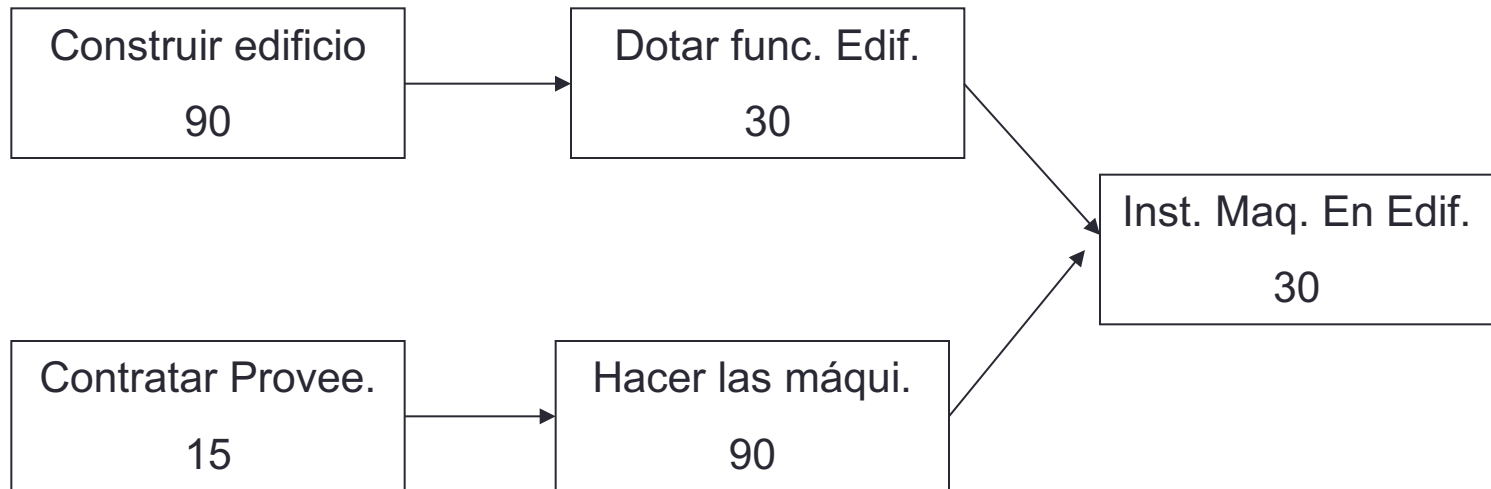 Construir edificio
90
Dotar func. Edif.
30
Inst. Maq. En Edif.
30
Contratar Provee.
15
Hacer las máqui.
90